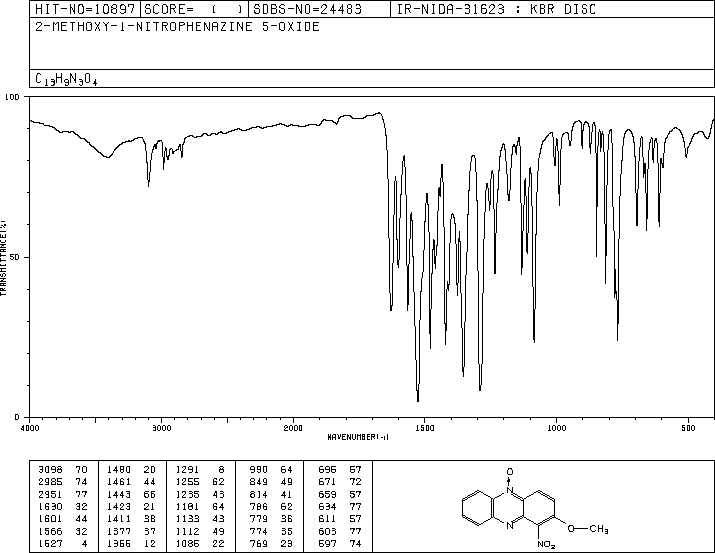 HIT-NO=10897 SCORE= ( ) SDBS-NO=24483 IR-NIDA-31623 : KBR DISC
2-METHOXY-1-NITROPHENAZINE 5-OXIDE
C13H9N3O4
100
TRANSMITTANCE(%)
50
0
4000 3000 2000 1500 1000 500
WAVENUMBER(-1)
3098 70 1480 20 1291 8 990 64 696 57
2985 74 1461 44 1255 62 849 49 671 72
2951 77 1443 66 1235 43 814 41 659 57
1630 32 1423 21 1181 64 786 62 634 77
1601 44 1411 38 1133 43 779 36 611 57
1566 32 1377 37 1112 49 774 35 603 77
1527 4 1355 12 1085 22 769 23 597 74
O
N
N
O—CH3
NO2